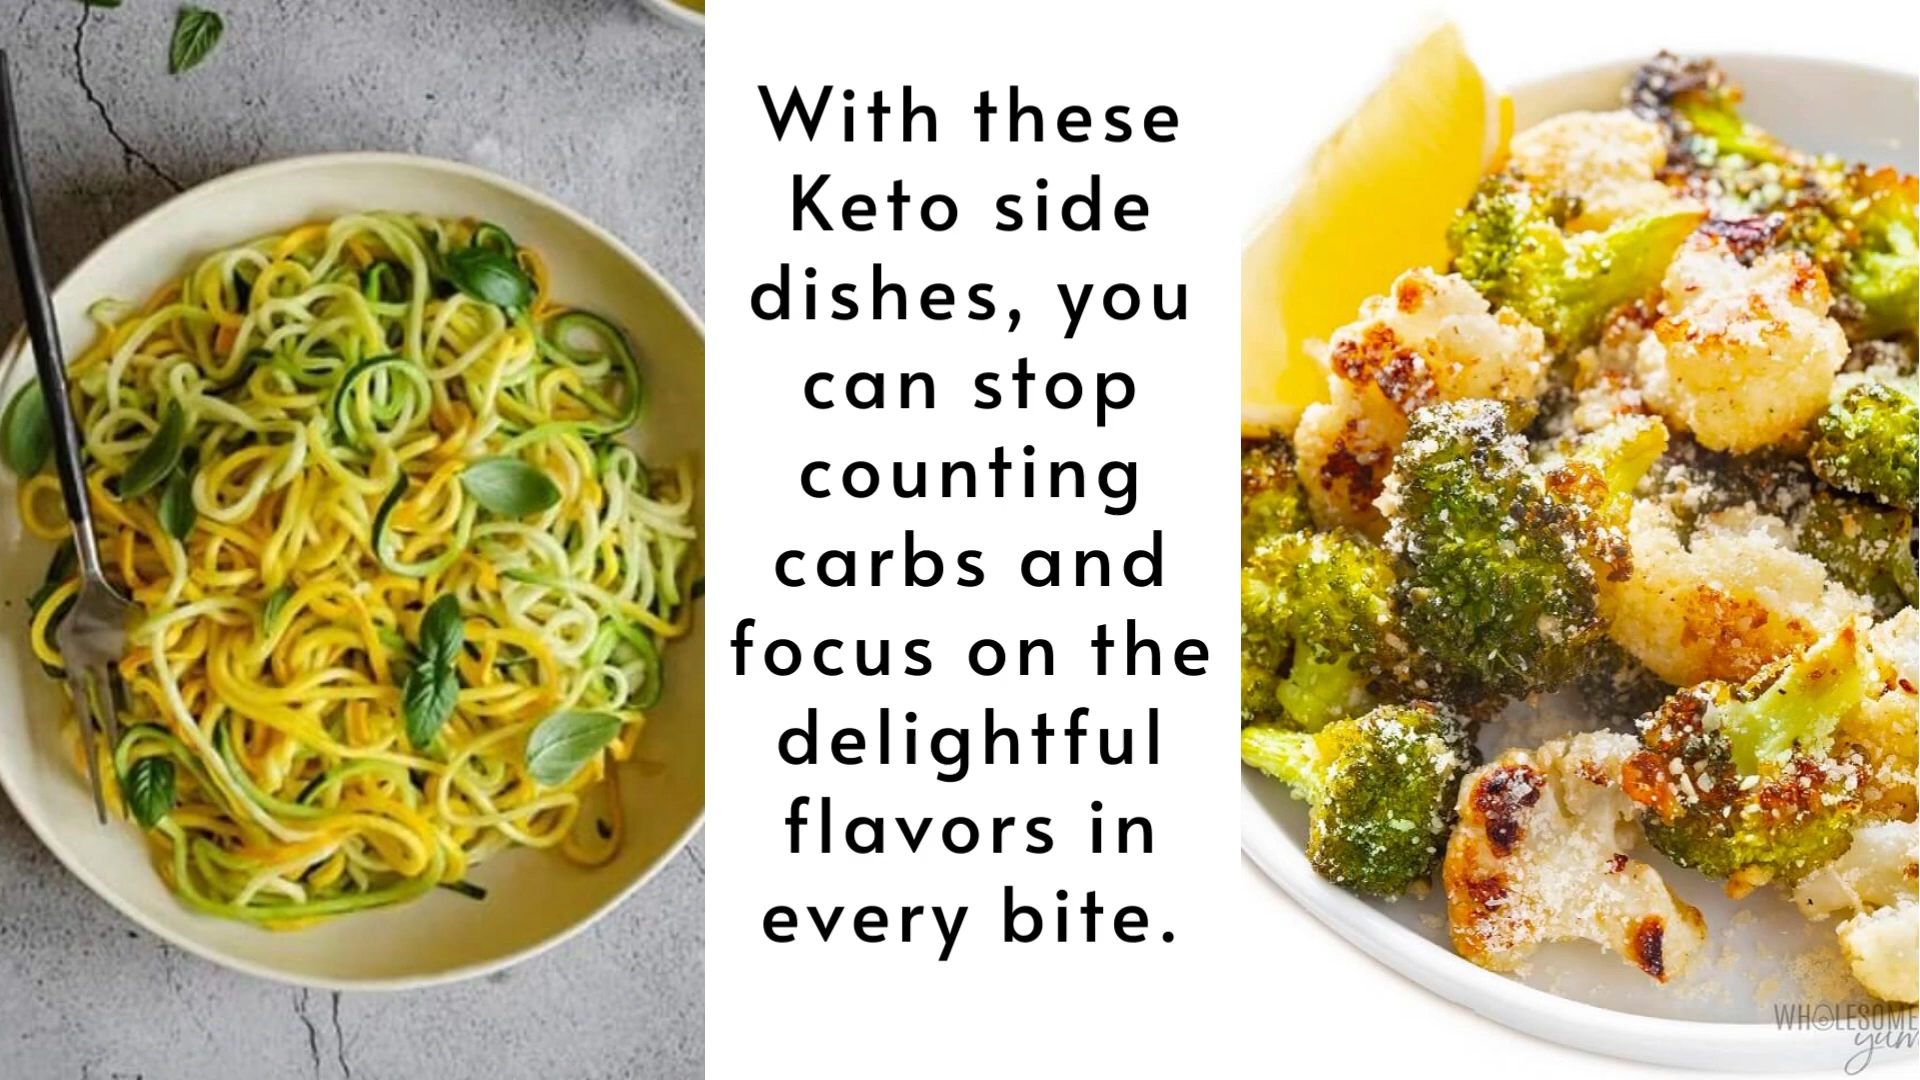 With these
Keto side
dishes, you
can stop
counting
carbs and
focus on the
delightful
flavors in
every bite.
WHOLESOME
yum